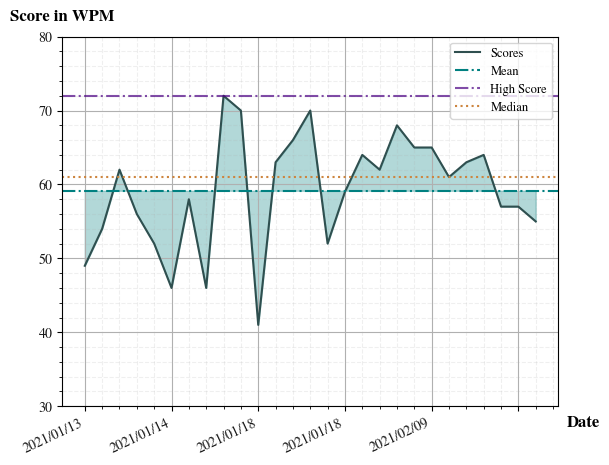 Score in WPM
80
70
60
50
40
30
Scores
Mean
High Score
Median
2021/01/13
2021/01/14
2021/01/18
2021/01/18
2021/02/09
Date